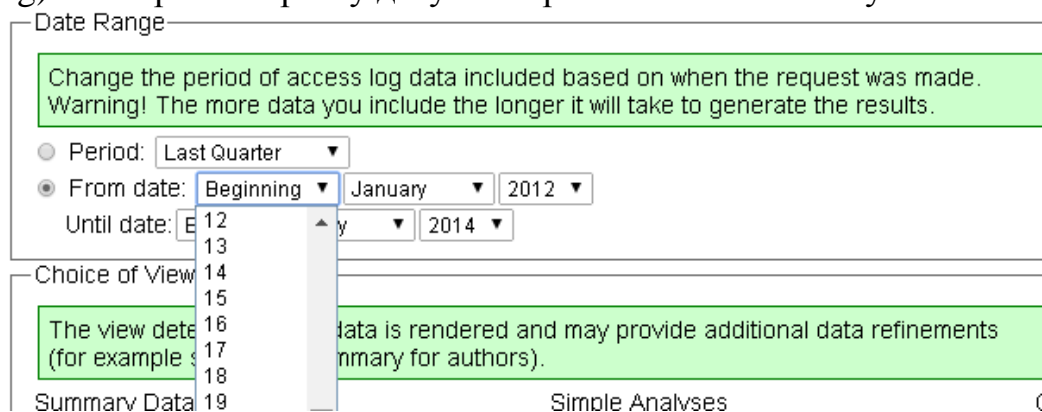 Date Range
Change the period of access log data included based on when the request was made.
Warning! The more data you include the longer it will take to generate the results.
Period: Last Quarter
From date: Beginning January 2012
Until date: E y 2014
12
13
14
15
16
17
18
19
Choice of View
The view dete data is rendered and may provide additional data refinements
(for example s mmary for authors).
Summary Data Simple Analyses